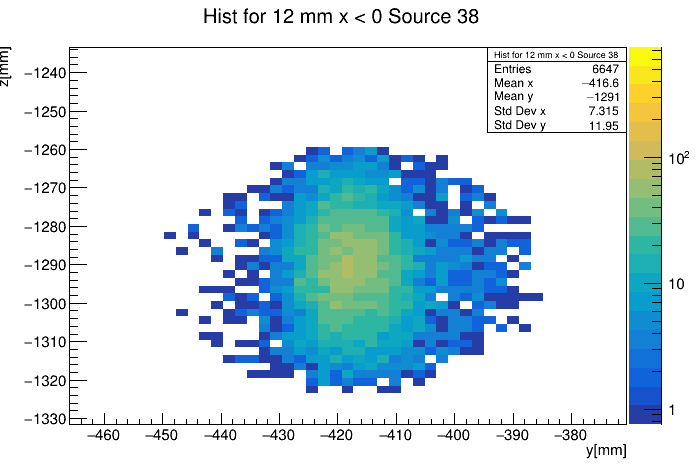 Hist for 12 mm x < 0 Source 38
z[mm]
Hist for 12 mm x < 0 Source 38
Entries 6647
Mean x −416.6
Mean y −1291
Std Dev x 7.315
Std Dev y 11.95
−1240
−1250
−1260
−1270
−1280
−1290
−1300
−1310
−1320
−1330
−460 −450 −440 −430 −420 −410 −400 −390 −380
y[mm]
10²
10
1